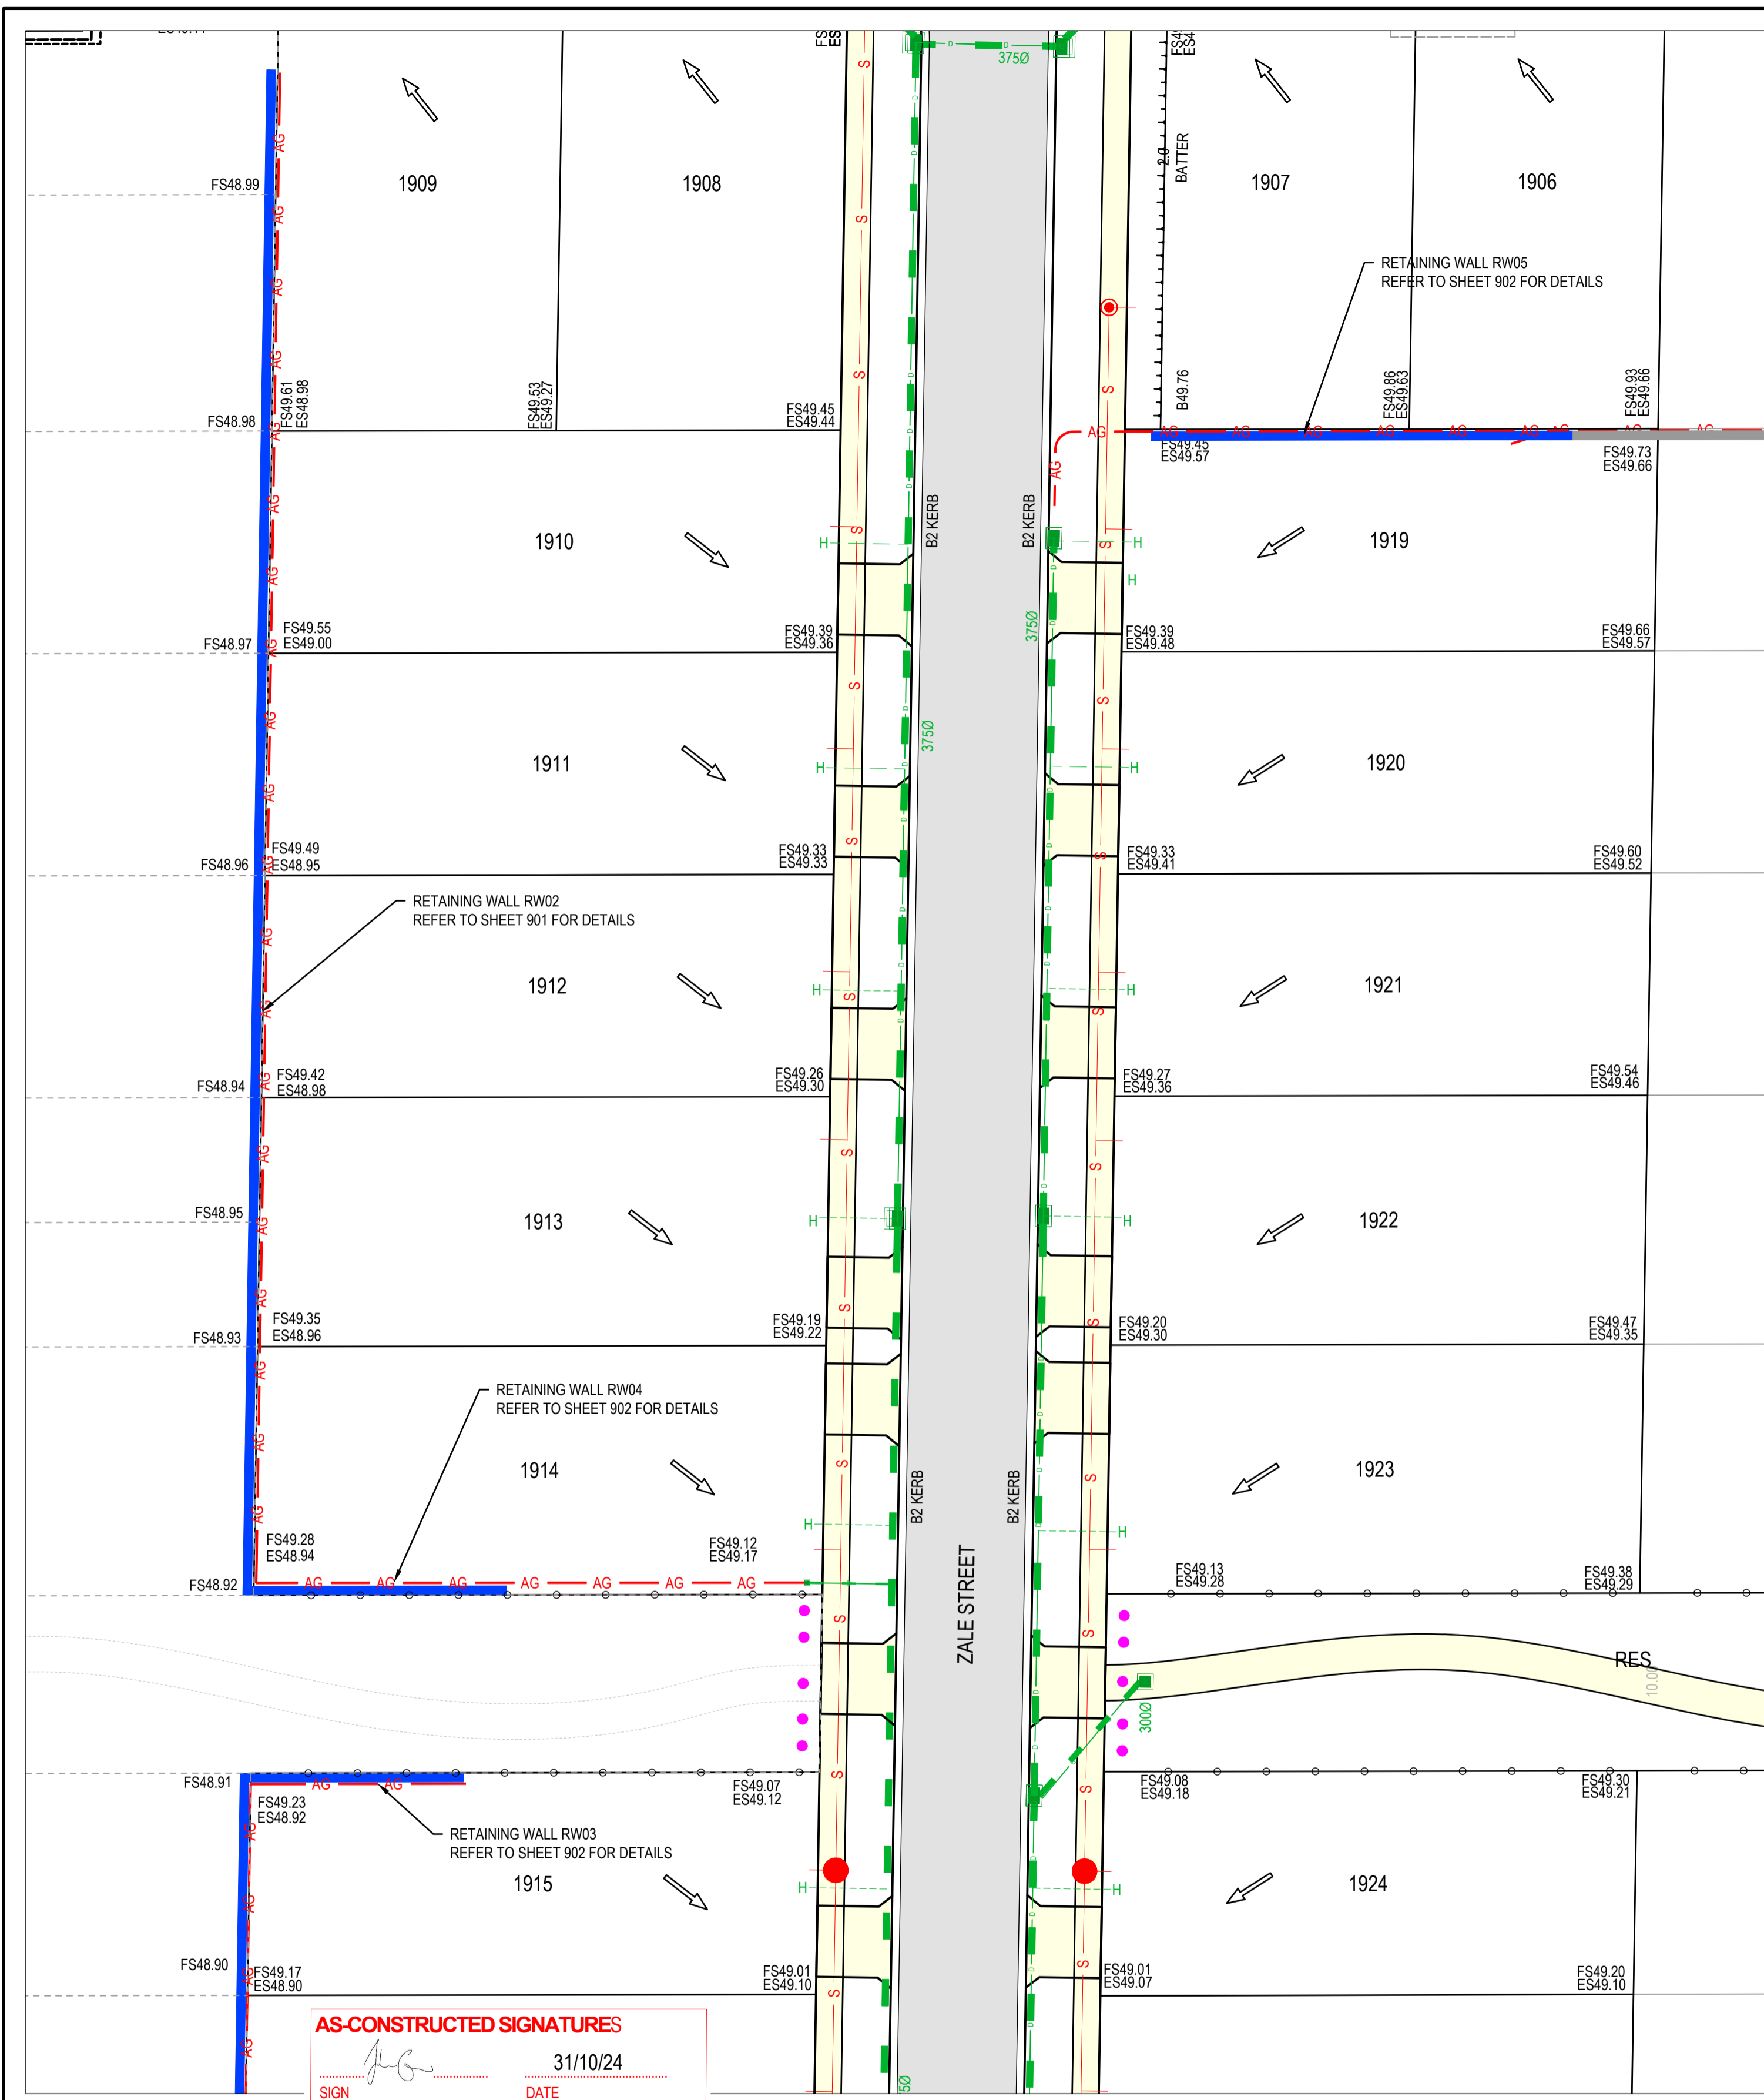 375Ø
FS48.99
1909
1908
1907
1906
2.0
BATTER
RETAINING WALL RW05
REFER TO SHEET 902 FOR DETAILS
FS48.98
FS49.61
ES48.98
FS49.53
ES49.27
FS49.45
ES49.44
B49.76
FS49.86
ES49.63
FS49.93
ES49.66
FS49.45
ES49.57
FS49.73
ES49.66
1910
B2 KERB
B2 KERB
1919
375Ø
FS48.97
FS49.55
ES49.00
FS49.39
ES49.36
FS49.39
ES49.48
FS49.66
ES49.57
375Ø
1911
1920
FS48.96
FS49.49
ES48.95
FS49.33
ES49.33
FS49.33
ES49.41
FS49.60
ES49.52
RETAINING WALL RW02
REFER TO SHEET 901 FOR DETAILS
1912
1921
FS48.94
FS49.42
ES48.98
FS49.26
ES49.30
FS49.27
ES49.36
FS49.54
ES49.46
FS48.95
1913
1922
FS48.93
FS49.35
ES48.96
FS49.19
ES49.22
FS49.20
ES49.30
FS49.47
ES49.35
RETAINING WALL RW04
REFER TO SHEET 902 FOR DETAILS
1914
B2 KERB
B2 KERB
1923
FS48.92
FS49.28
ES48.94
FS49.12
ES49.17
FS49.13
ES49.28
FS49.38
ES49.29
ZALE STREET
RES
10.00
300Ø
FS48.91
FS49.23
ES48.92
FS49.07
ES49.12
FS49.08
ES49.18
FS49.30
ES49.21
RETAINING WALL RW03
REFER TO SHEET 902 FOR DETAILS
1915
1924
FS48.90
FS49.17
ES48.90
FS49.01
ES49.10
FS49.01
ES49.07
FS49.20
ES49.10
AS-CONSTRUCTED SIGNATURES
31/10/24
SIGN
DATE